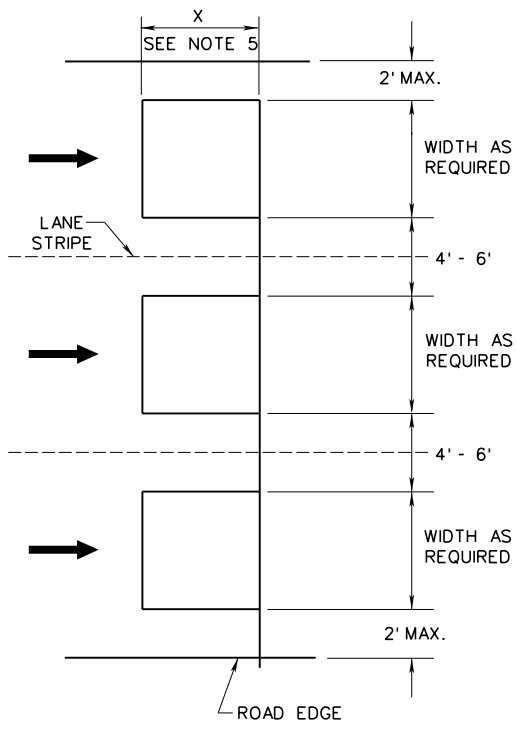 X
SEE NOTE 5
2' MAX.
WIDTH AS
REQUIRED
LANE
STRIPE
4' - 6'
WIDTH AS
REQUIRED
4' - 6'
WIDTH AS
REQUIRED
2' MAX.
ROAD EDGE